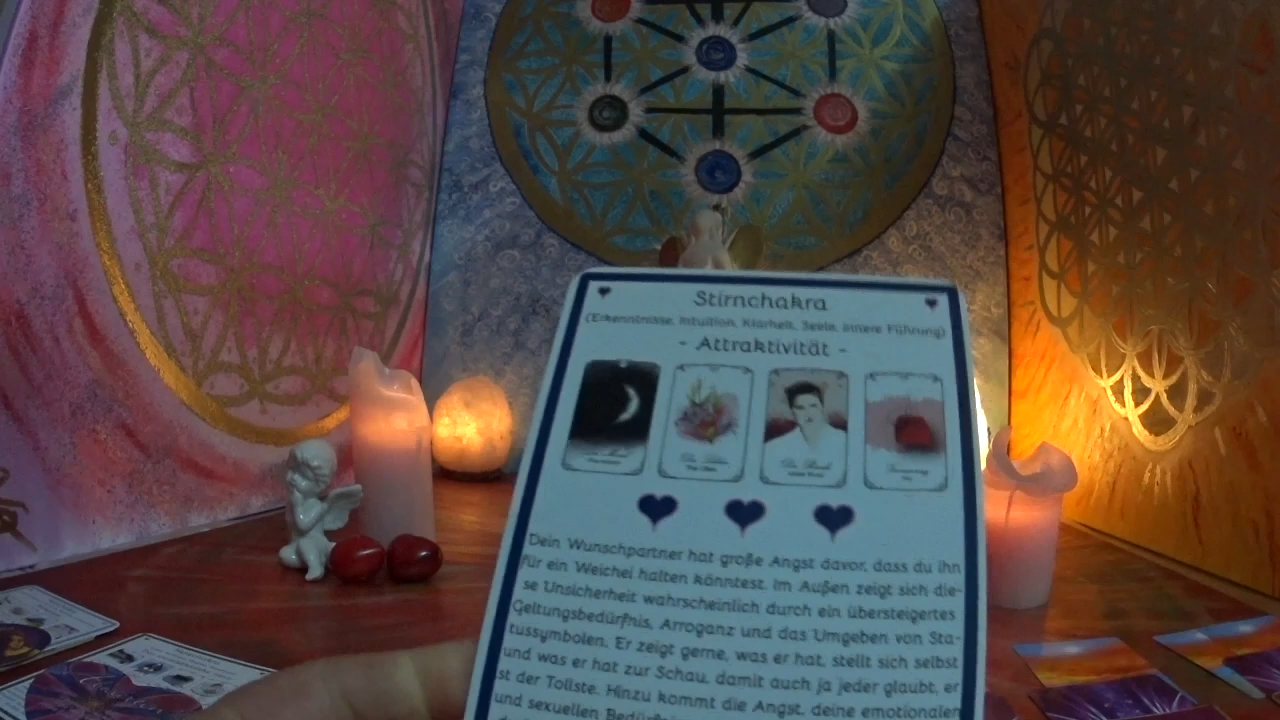 Stirnchakra
(Erkenntnisse, Intuition, Klarheit, Seele, innere Führung)
- Attraktivität -
Dein Wunschpartner hat große Angst davor, dass du ihn
für ein Weichei halten könntest. Im Außen zeigt sich die-
se Unsicherheit wahrscheinlich durch ein übersteigertes
Geltungsbedürfnis, Arroganz und das Umgeben von Sta-
tussymbolen. Er zeigt gerne, was er hat, stellt sich selbst
und was er hat zur Schau, damit auch ja jeder glaubt, er
ist der Tollste. Hinzu kommt die Angst, deine emotionalen
und sexuellen